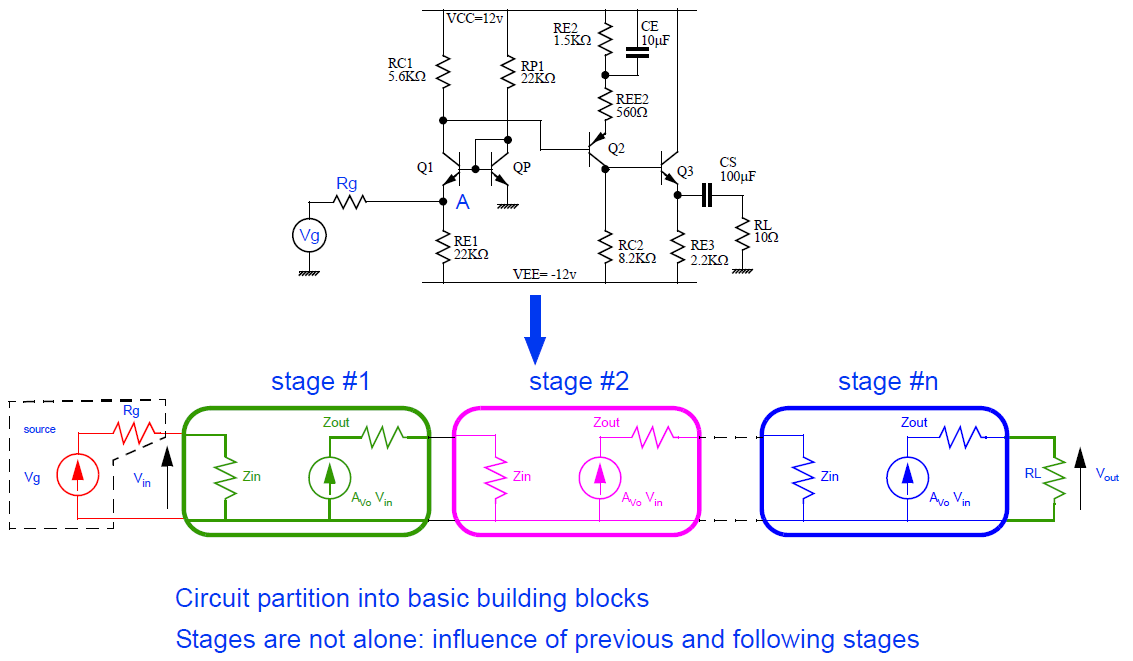 VCC=12v
RE2
1.5KΩ
CE
10µF
RC1
5.6KΩ
RP1
22KΩ
REE2
560Ω
Q1
QP
Q2
Q3
CS
100µF
Rg
A
Vg
RE1
22KΩ
RC2
8.2KΩ
RE3
2.2KΩ
RL
10Ω
VEE= -12v
stage #1
stage #2
stage #n
source
Rg
Vg
Vin
Zin
Zout
AVo Vin
Zin
Zout
AVo Vin
Zin
Zout
AVo Vin
RL
Vout
Circuit partition into basic building blocks
Stages are not alone: influence of previous and following stages